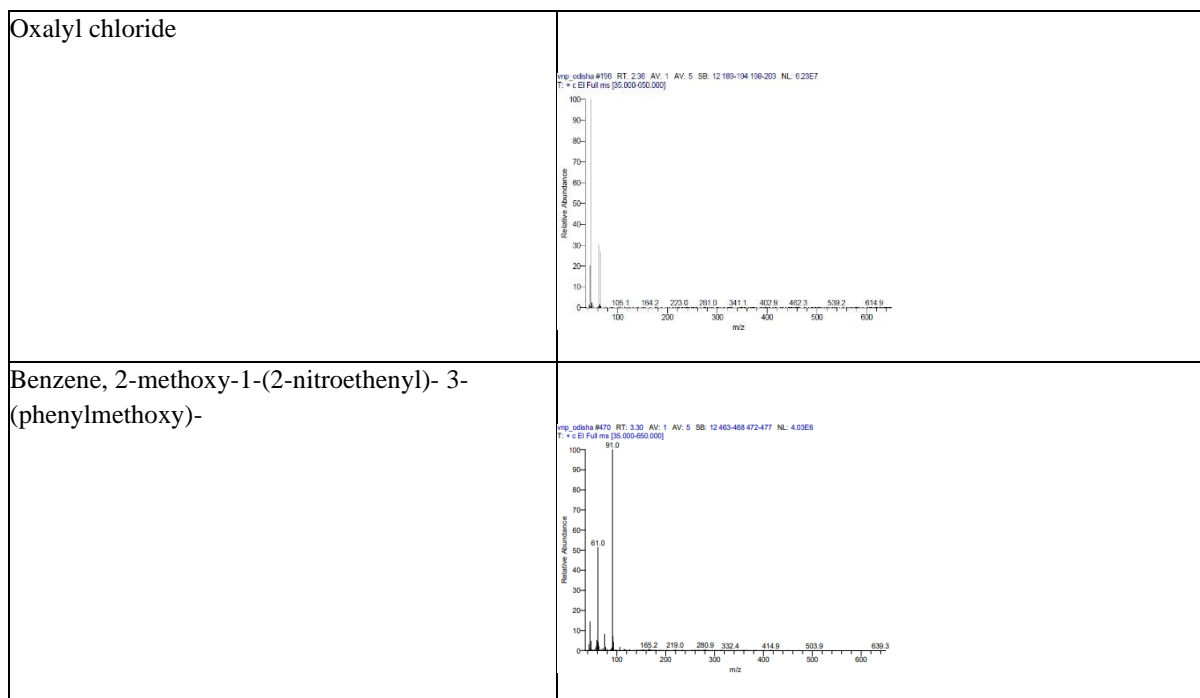 Oxalyl chloride
vnp_odisha #196 RT: 2.36 AV: 1 AV: 5 SB: 12 189-194 198-203 NL: 6.23E7
T: + c EI Full ms [35.000-650.000]
100
90
80
70
60
50
40
30
20
10
0
Relative Abundance
105.1 164.2 223.0 281.0 341.1 402.9 462.3 539.2 614.9
100 200 300 400 500 600
m/z
Benzene, 2-methoxy-1-(2-nitroethenyl)- 3-
(phenylmethoxy)-
vnp_odisha #470 RT: 3.30 AV: 1 AV: 5 SB: 12 463-468 472-477 NL: 4.03E6
T: + c EI Full ms [35.000-650.000]
91.0
100
90
80
70
60
61.0
50
40
30
20
10
0
Relative Abundance
165.2 219.0 280.9 332.4 414.9 503.9 639.3
100 200 300 400 500 600
m/z